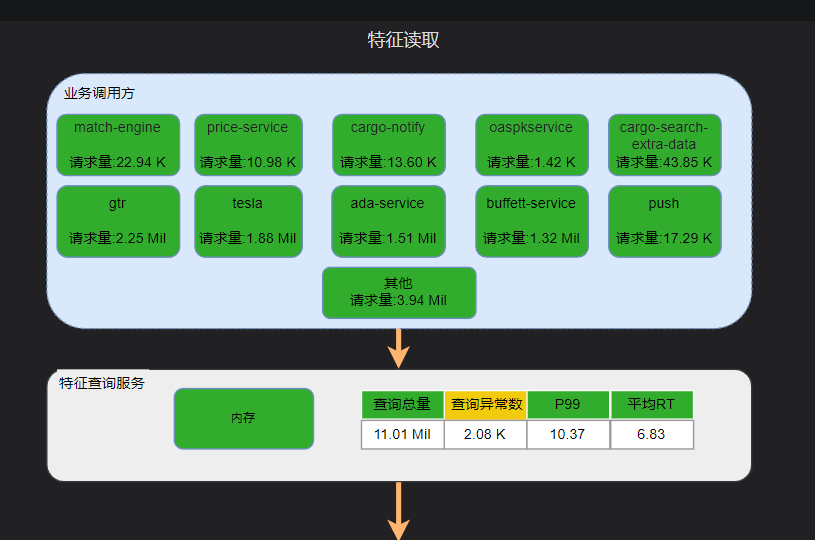 特征读取
业务调用方
match-engine
请求量:22.94 K
price-service
请求量:10.98 K
cargo-notify
请求量:13.60 K
oaspkservice
请求量:1.42 K
cargo-search-
extra-data
请求量:43.85 K
gtr
请求量:2.25 Mil
tesla
请求量:1.88 Mil
ada-service
请求量:1.51 Mil
buffett-service
请求量:1.32 Mil
push
请求量:17.29 K
其他
请求量:3.94 Mil
特征查询服务
内存
查询总量 查询异常数 P99 平均RT
11.01 Mil 2.08 K 10.37 6.83